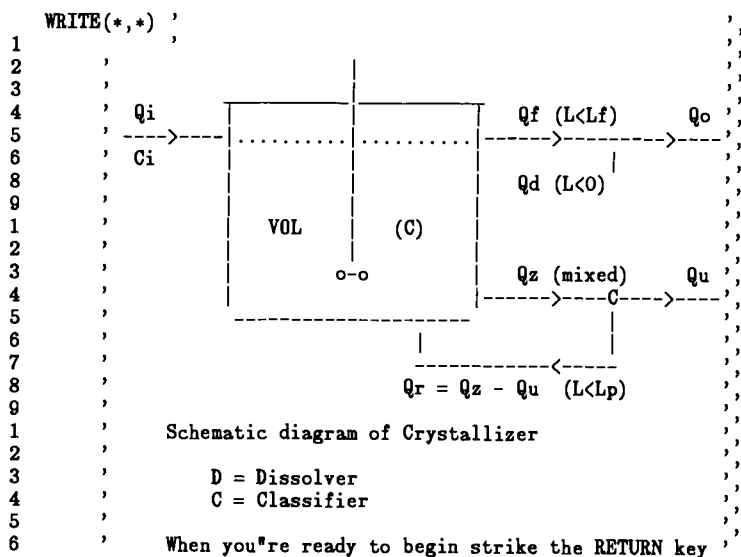 WRITE(*,*) ' ',
1 ' ',
2 ' | ',
3 ' | ',
4 ' Qi Qf (L<Lf) Qo ',
5 ' ----->---- |..................| ------>-------->----- ',
6 ' Ci | ',
8 ' Qd (L<0) ',
9 ' ',
1 ' VOL | (C) ',
2 ' ',
3 ' o-o Qz (mixed) Qu ',
4 ' ------>----C---->---- ',
5 ' ------------------ | ',
6 ' | | ',
7 ' -------------<---- ',
8 ' Qr = Qz - Qu (L<Lp) ',
9 ' ',
1 ' Schematic diagram of Crystallizer ',
2 ' ',
3 ' D = Dissolver ',
4 ' C = Classifier ',
5 ' ',
6 ' When you"re ready to begin strike the RETURN key '